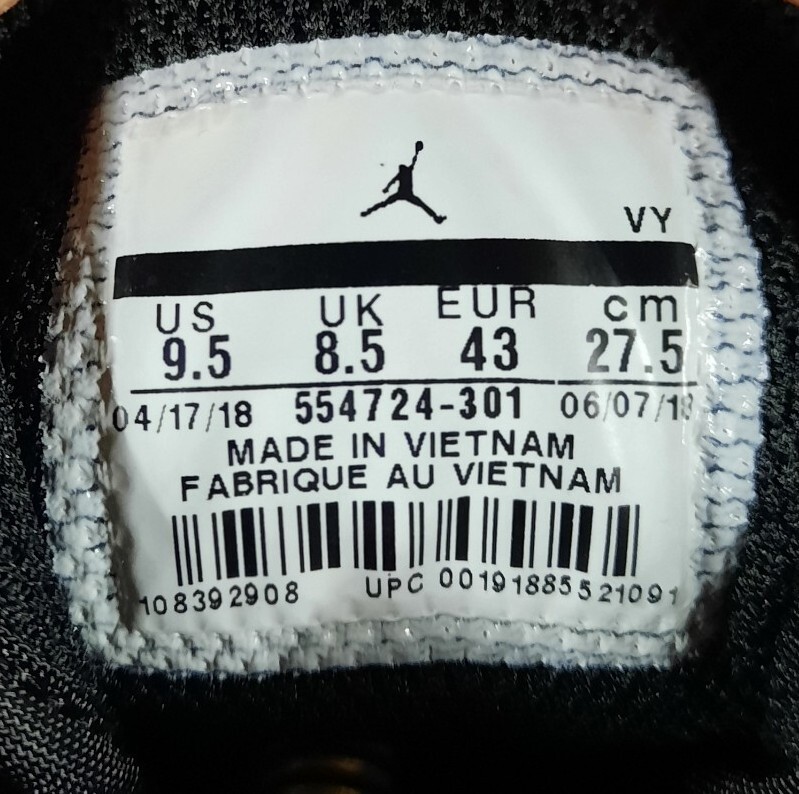 VY
US UK EUR cm
9.5 8.5 43 27.5
04/17/18 554724-301 06/07/18
MADE IN VIETNAM
FABRIQUE AU VIETNAM
108392908 UPC 00191885521091